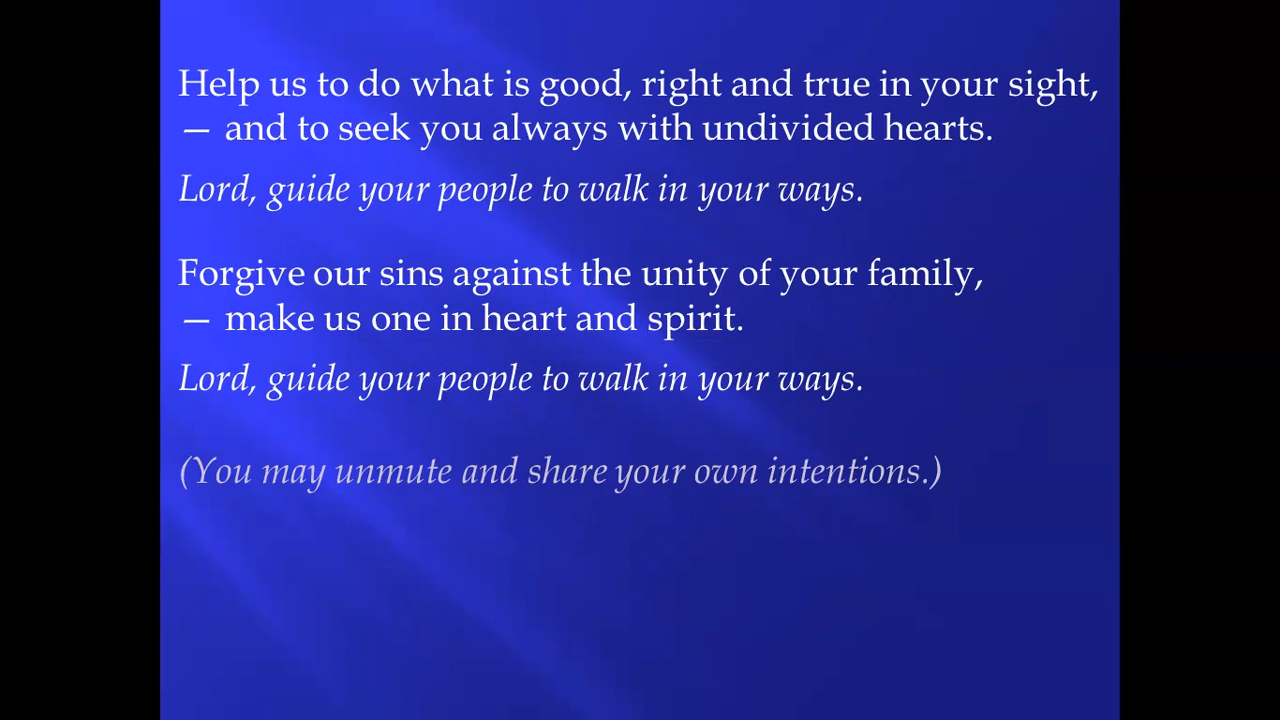 Help us to do what is good, right and true in your sight,
— and to seek you always with undivided hearts.
Lord, guide your people to walk in your ways.
Forgive our sins against the unity of your family,
— make us one in heart and spirit.
Lord, guide your people to walk in your ways.
(You may unmute and share your own intentions.)